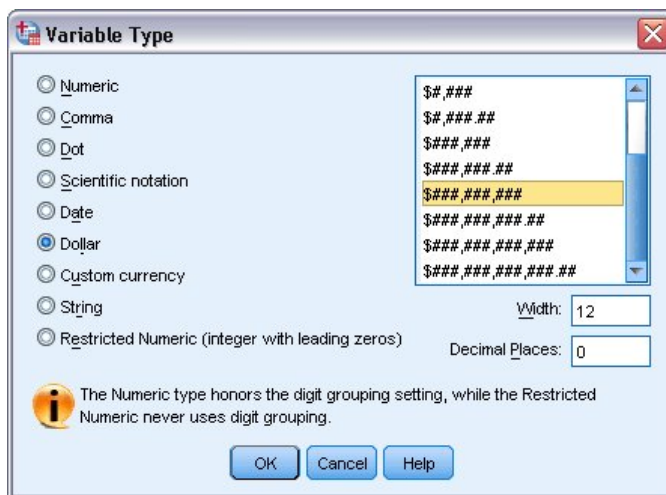 Variable Type
Numeric
Comma
Dot
Scientific notation
Date
Dollar
Custom currency
String
Restricted Numeric (integer with leading zeros)
$#,###
$#,###.##
$###,###
$###,###.##
$###,###,###
$###,###,###.##
$###,###,###,###
$###,###,###,###.##
Width: 12
Decimal Places: 0
The Numeric type honors the digit grouping setting, while the Restricted
Numeric never uses digit grouping.
OK Cancel Help